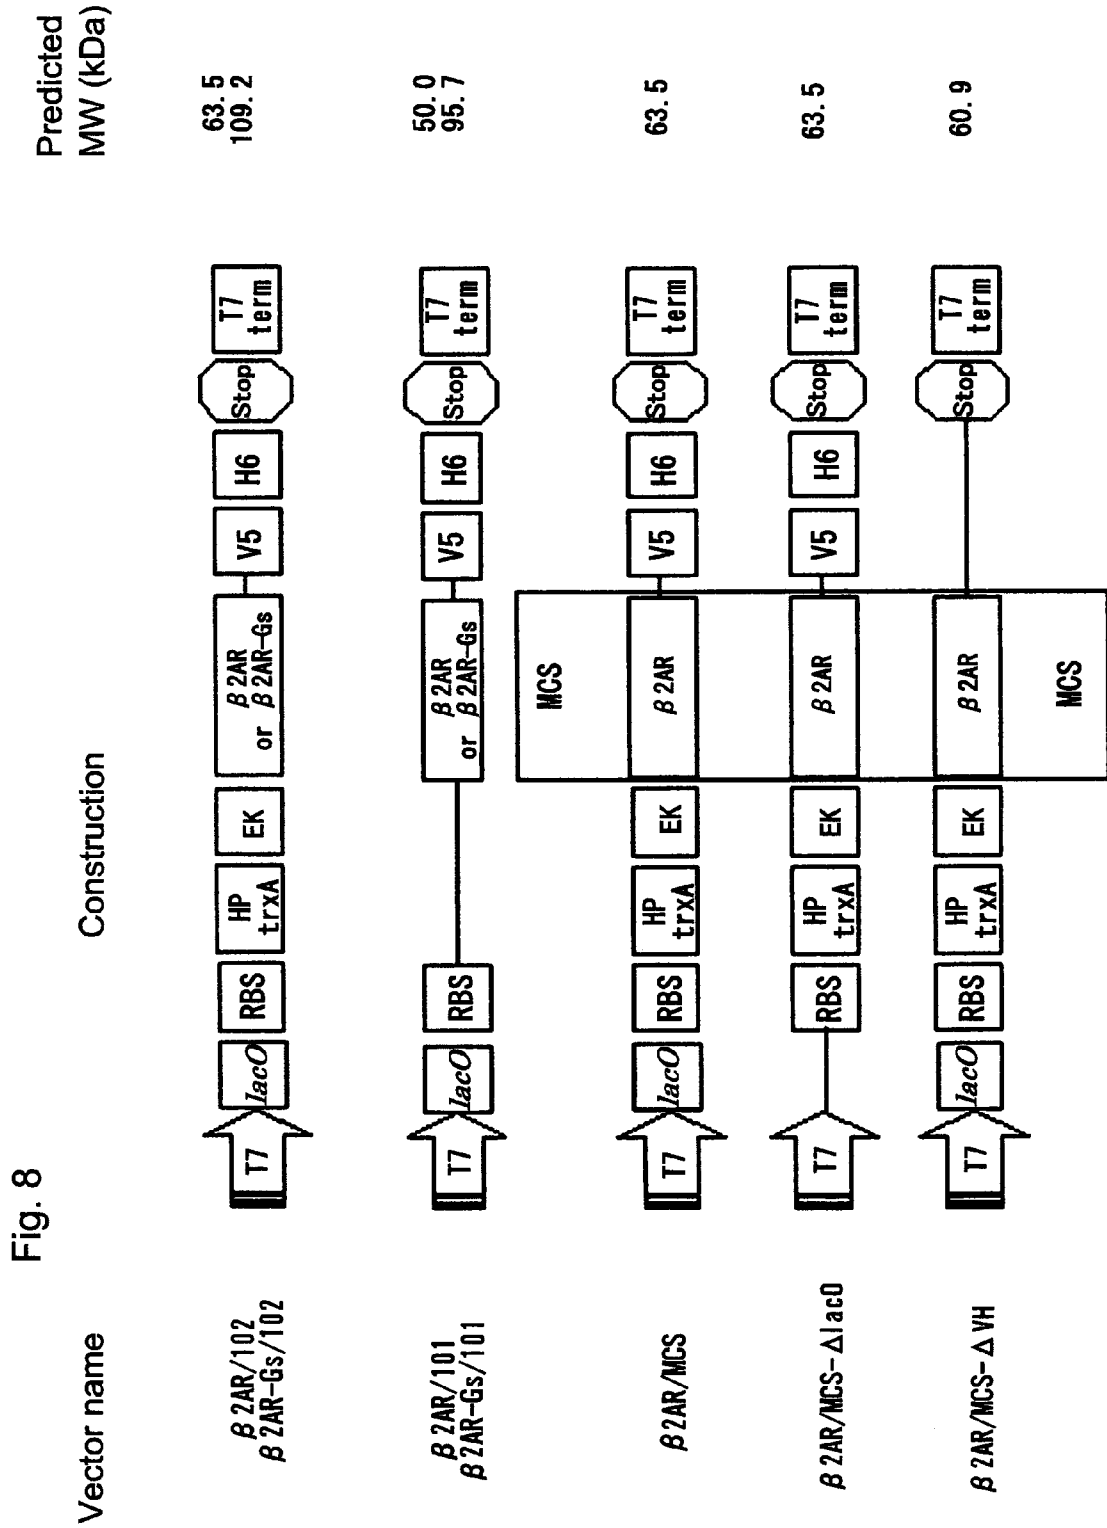 Fig. 8
Vector name
Construction
Predicted
MW (kDa)
β2AR/102
β2AR-Gs/102
T7
lacO
RBS
HP
trxA
EK
β2AR
or β2AR-Gs
V5
H6
Stop
T7
term
63.5
109.2
β2AR/101
β2AR-Gs/101
T7
lacO
RBS
β2AR
or β2AR-Gs
V5
H6
Stop
T7
term
50.0
95.7
MCS
β2AR/MCS
T7
lacO
RBS
HP
trxA
EK
β2AR
V5
H6
Stop
T7
term
63.5
β2AR/MCS-ΔlacO
T7
RBS
HP
trxA
EK
β2AR
V5
H6
Stop
T7
term
63.5
β2AR/MCS-ΔVH
T7
lacO
RBS
HP
trxA
EK
β2AR
Stop
T7
term
60.9
MCS